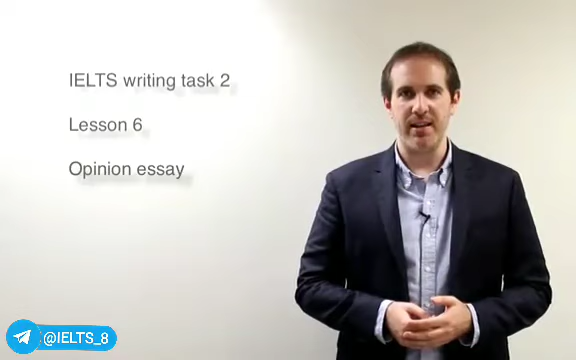 IELTS writing task 2
Lesson 6
Opinion essay
@IELTS_8